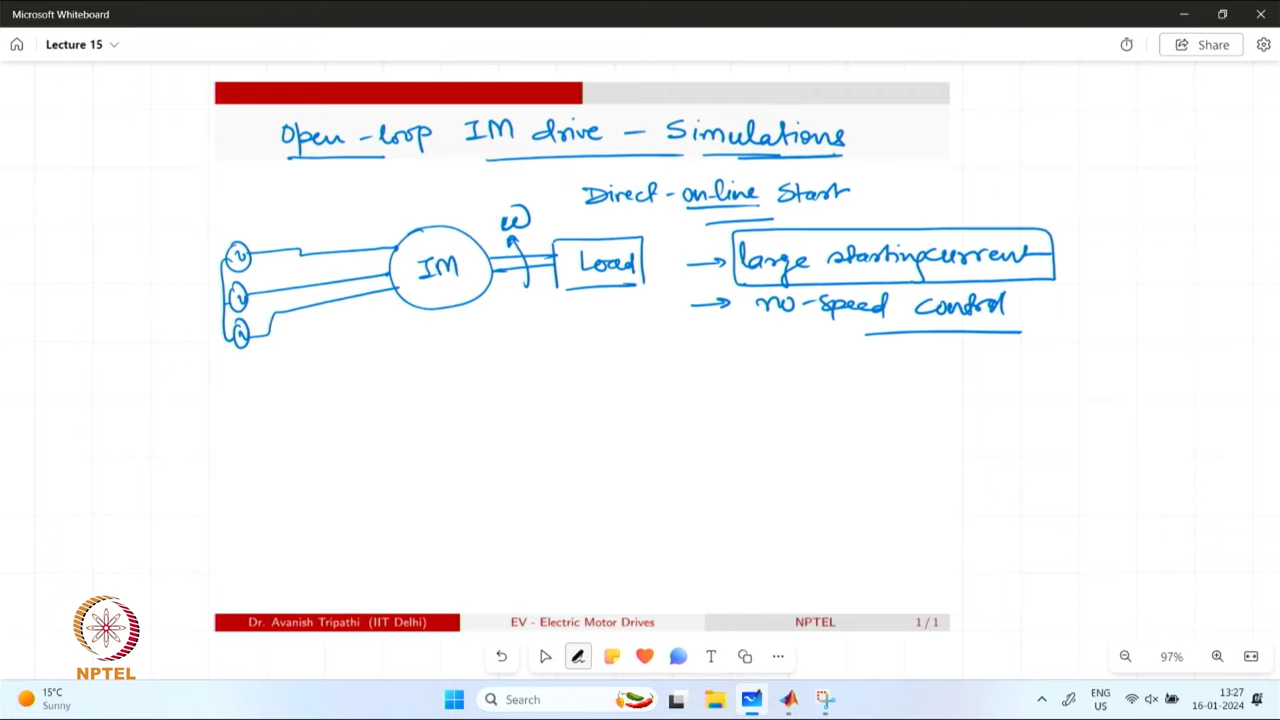 Microsoft Whiteboard
Lecture 15
Share
Open-loop IM drive - Simulations
Direct-on-line Start
IM
ω
Load
→ large starting current
→ no-speed control
Dr. Avanish Tripathi (IIT Delhi)
EV - Electric Motor Drives
NPTEL
1 / 1
NPTEL
97%
15°C
Sunny
Search
ENG
US
13:27
16-01-2024